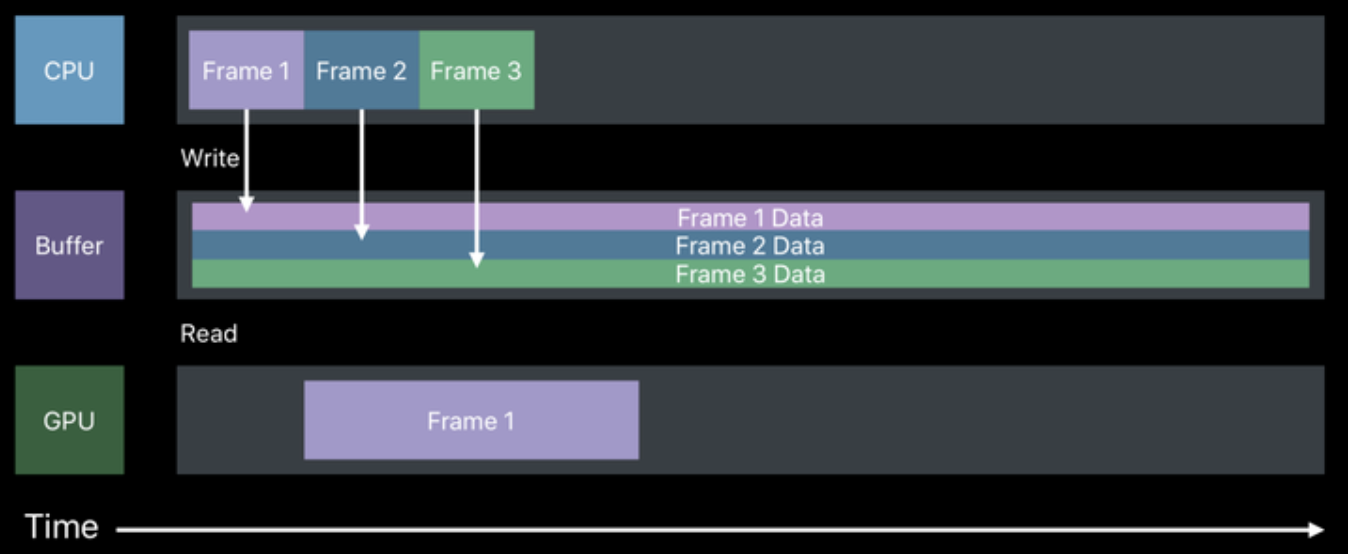 CPU
Frame 1
Frame 2
Frame 3
Write
Buffer
Frame 1 Data
Frame 2 Data
Frame 3 Data
Read
GPU
Frame 1
Time